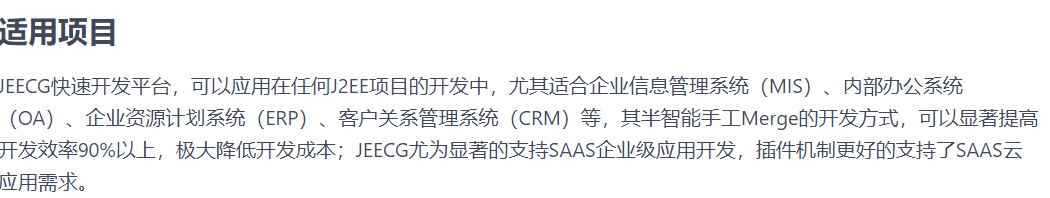 适用项目
JEECG快速开发平台，可以应用在任何J2EE项目的开发中，尤其适合企业信息管理系统（MIS）、内部办公系统
（OA）、企业资源计划系统（ERP）、客户关系管理系统（CRM）等，其半智能手工Merge的开发方式，可以显著提高
开发效率90%以上，极大降低开发成本；JEECG尤为显著的支持SAAS企业级应用开发，插件机制更好的支持了SAAS云
应用需求。